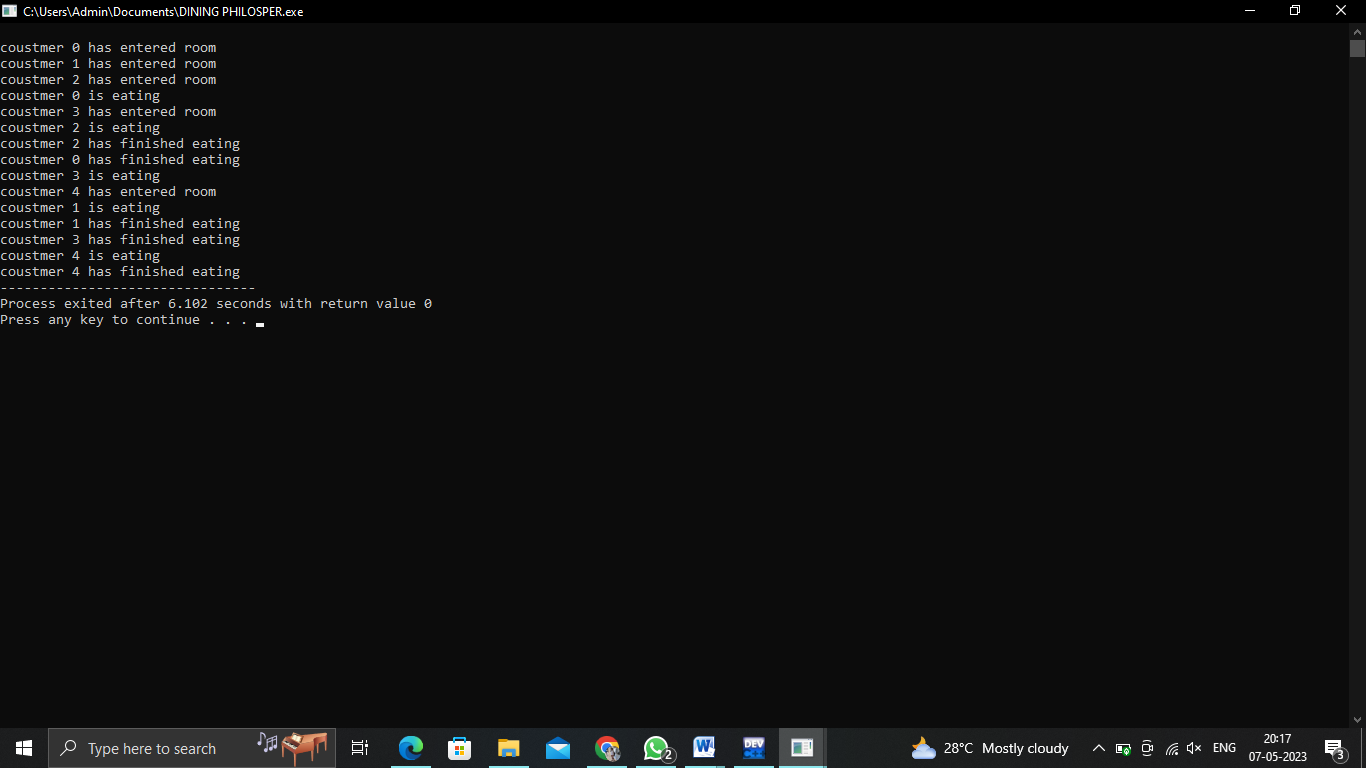 C:\Users\Admin\Documents\DINING PHILOSPER.exe
coustmer 0 has entered room
coustmer 1 has entered room
coustmer 2 has entered room
coustmer 0 is eating
coustmer 3 has entered room
coustmer 2 is eating
coustmer 2 has finished eating
coustmer 0 has finished eating
coustmer 3 is eating
coustmer 4 has entered room
coustmer 1 is eating
coustmer 1 has finished eating
coustmer 3 has finished eating
coustmer 4 is eating
coustmer 4 has finished eating
--------------------------------
Process exited after 6.102 seconds with return value 0
Press any key to continue . . .
Type here to search
2
W
DEV
28°C Mostly cloudy
ENG
20:17
07-05-2023
3